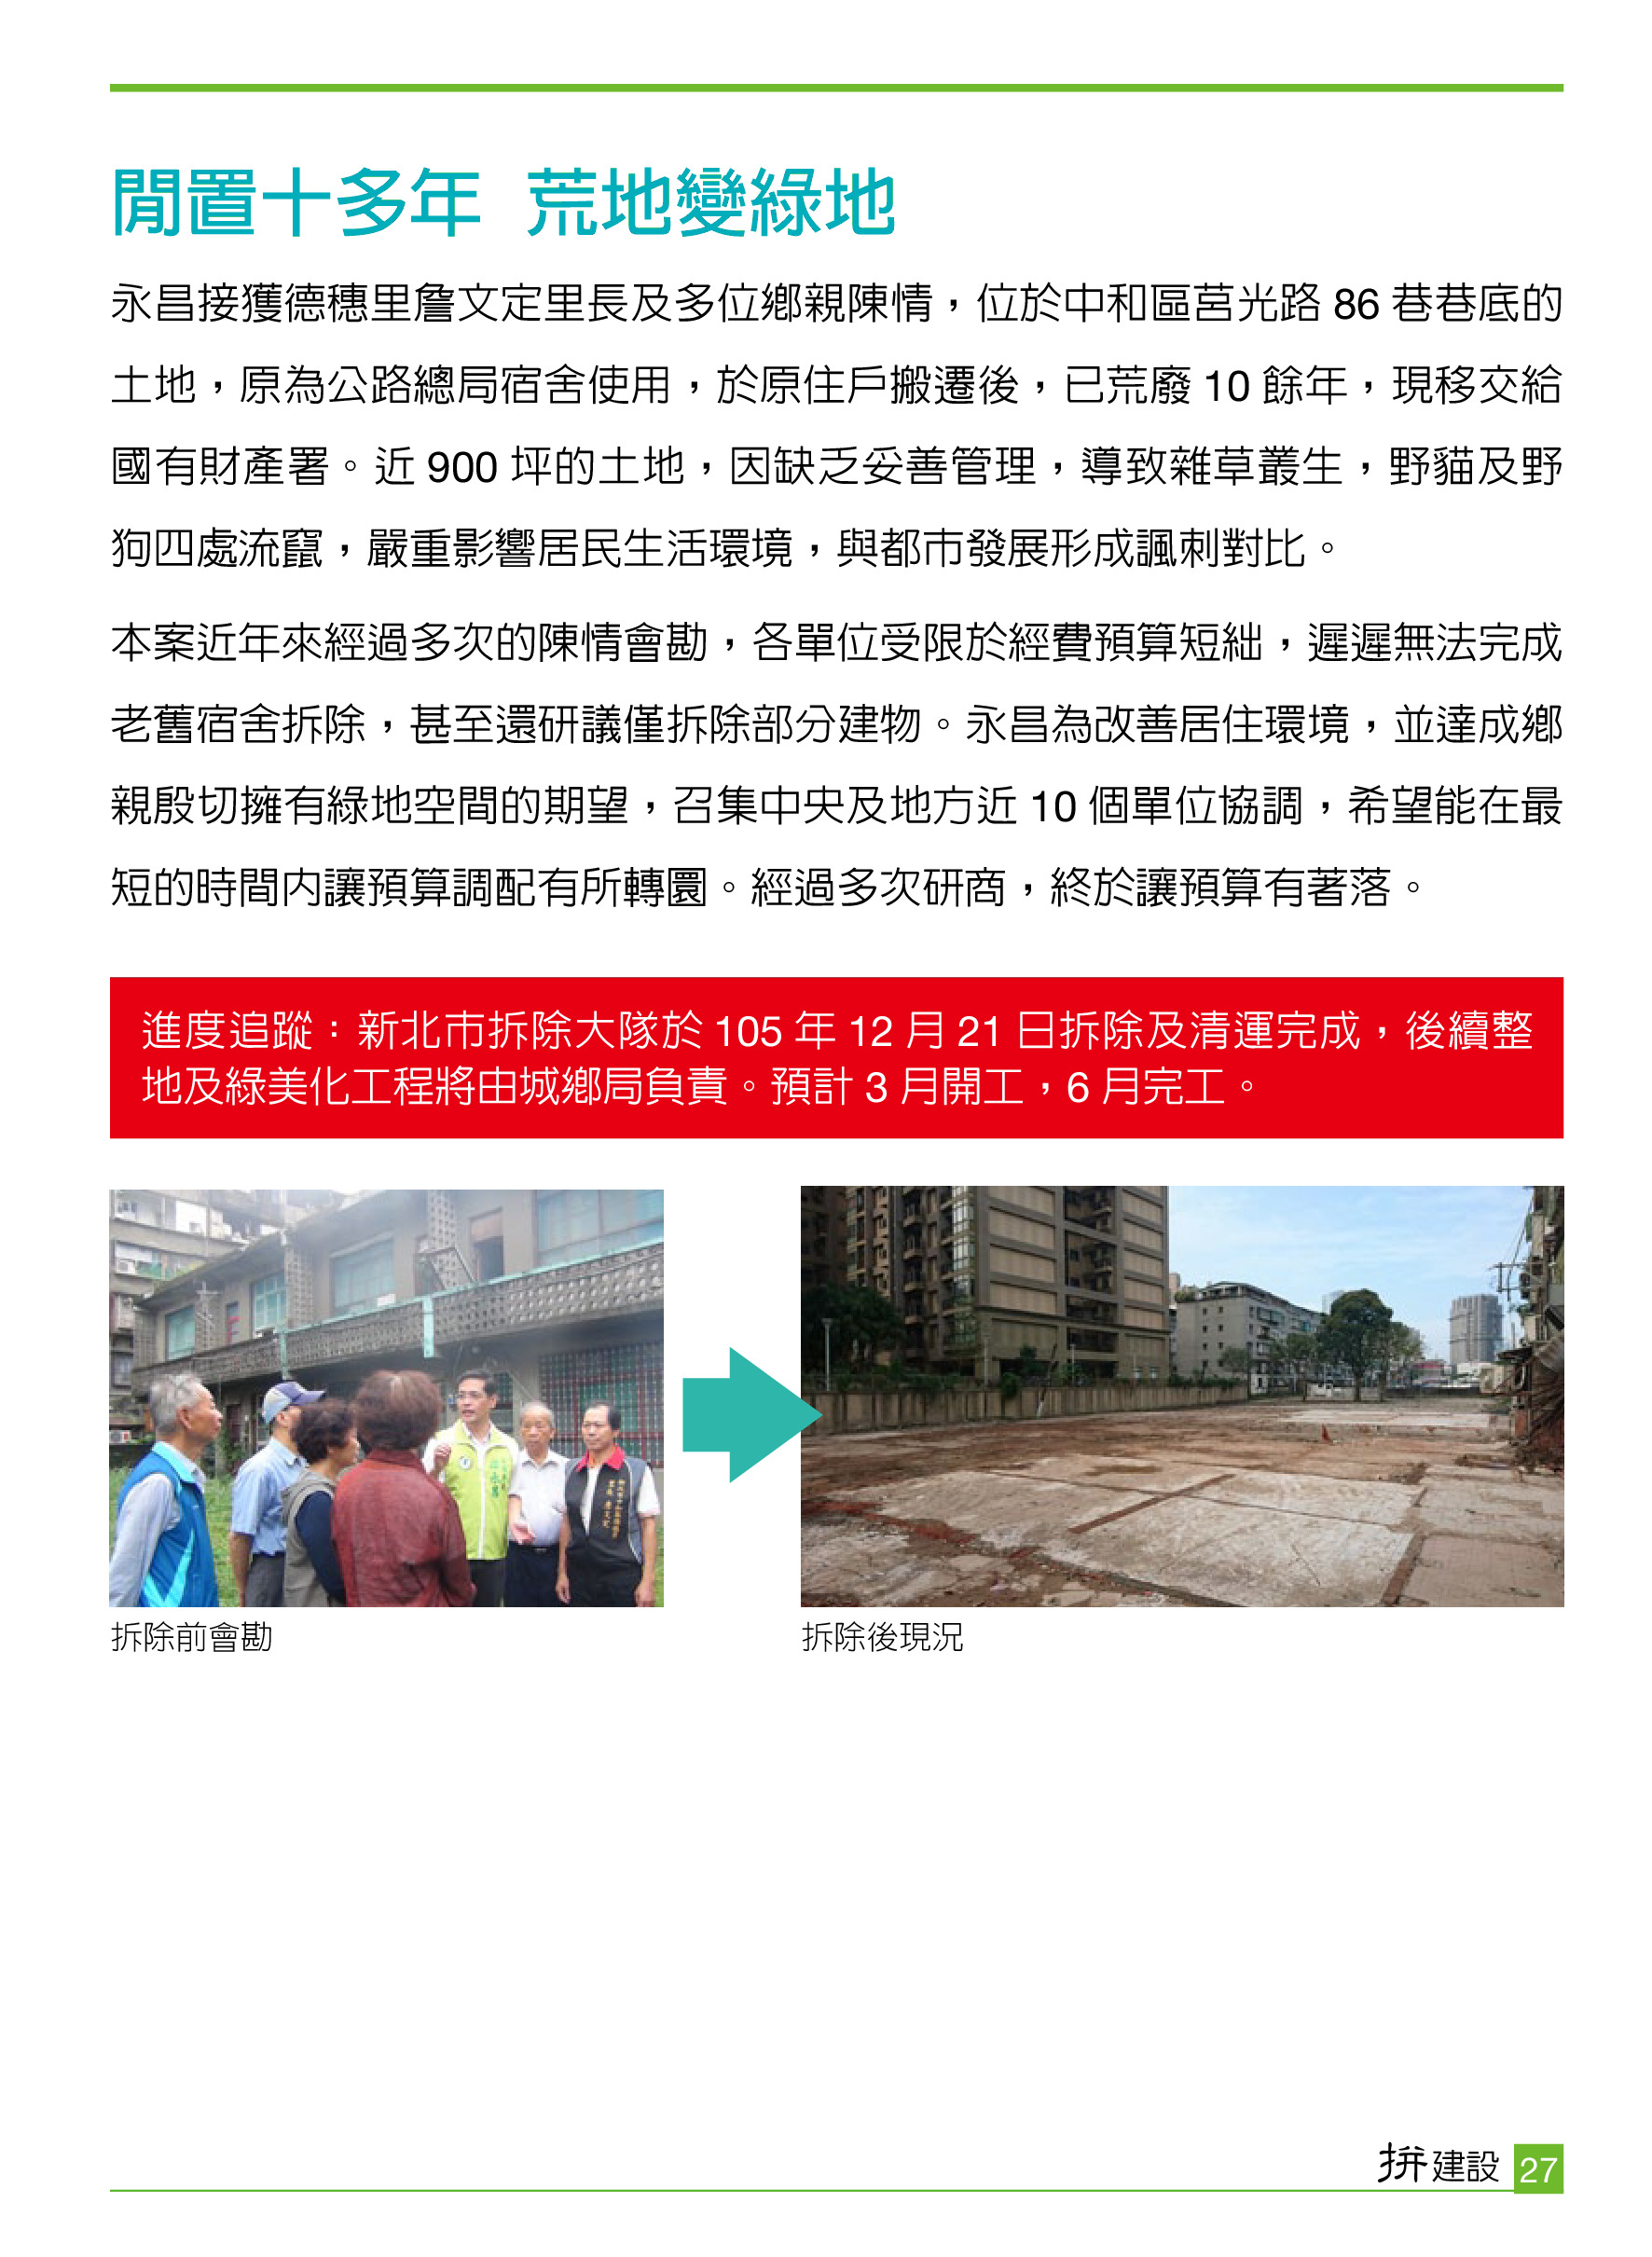 閒置十多年 荒地變綠地
永昌接獲德穗里詹文定里長及多位鄉親陳情，位於中和區莒光路 86 巷巷底的
土地，原為公路總局宿舍使用，於原住戶搬遷後，已荒廢 10 餘年，現移交給
國有財產署。近 900 坪的土地，因缺乏妥善管理，導致雜草叢生，野貓及野
狗四處流竄，嚴重影響居民生活環境，與都市發展形成諷刺對比。
本案近年來經過多次的陳情會勘，各單位受限於經費預算短絀，遲遲無法完成
老舊宿舍拆除，甚至還研議僅拆除部分建物。永昌為改善居住環境，並達成鄉
親殷切擁有綠地空間的期望，召集中央及地方近 10 個單位協調，希望能在最
短的時間內讓預算調配有所轉圜。經過多次研商，終於讓預算有著落。
進度追蹤：新北市拆除大隊於 105 年 12 月 21 日拆除及清運完成，後續整
地及綠美化工程將由城鄉局負責。預計 3 月開工，6 月完工。
拆除前會勘
拆除後現況
拚建設 27